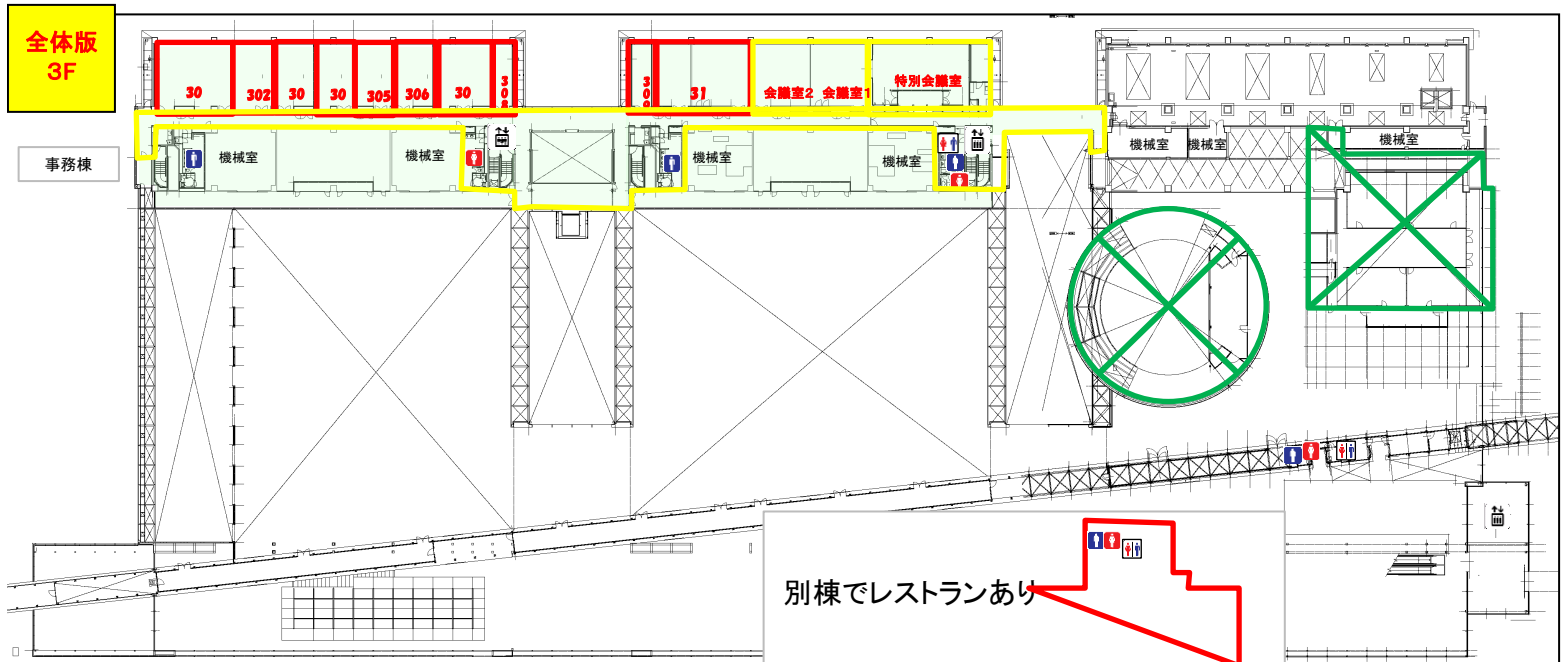 全体版
3F
30
302
30
30
305
306
30
308
309
31
会議室2
会議室1
特別会議室
事務棟
機械室
機械室
機械室
機械室
機械室
機械室
機械室
別棟でレストランあり